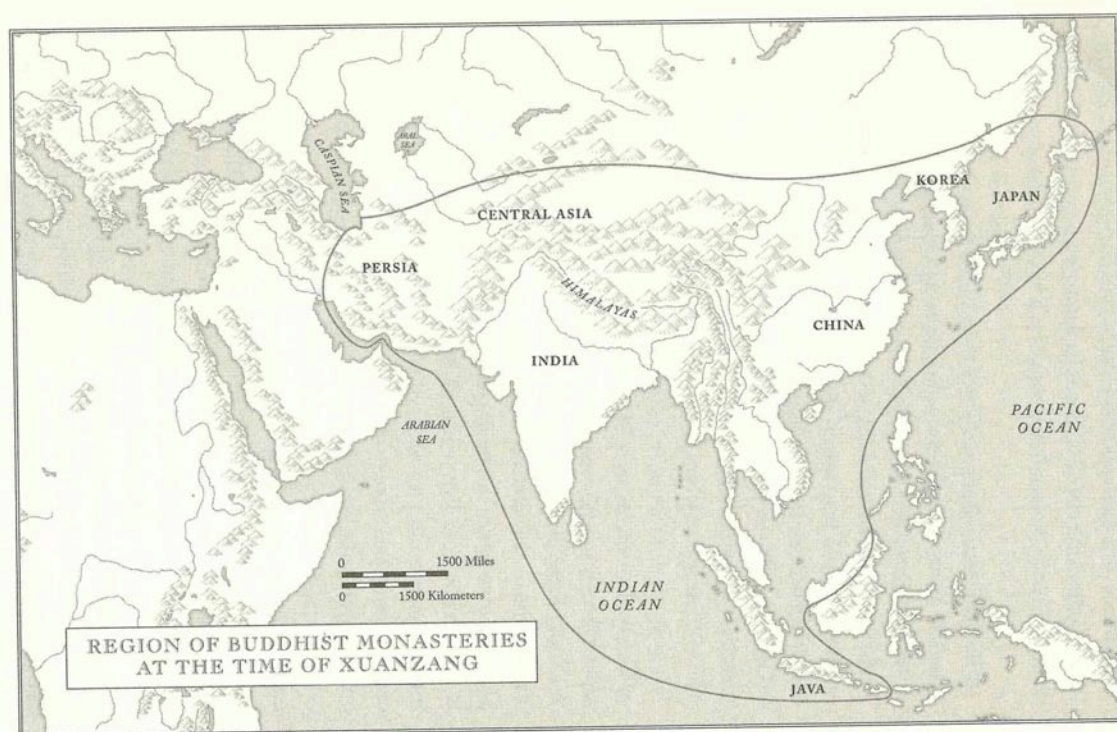 ARAL
SEA
CASPIAN SEA
KOREA
JAPAN
CENTRAL ASIA
PERSIA
HIMALAYAS
CHINA
INDIA
ARABIAN
SEA
PACIFIC
OCEAN
0 1500 Miles
0 1500 Kilometers
INDIAN
OCEAN
REGION OF BUDDHIST MONASTERIES
AT THE TIME OF XUANZANG
JAVA